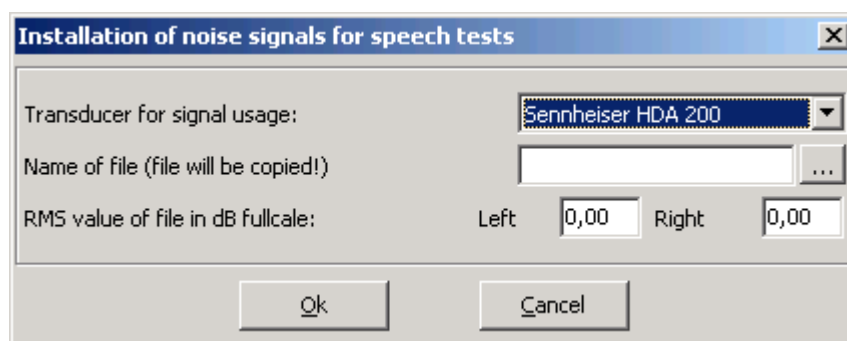 Installation of noise signals for speech tests
Transducer for signal usage: Sennheiser HDA 200
Name of file (file will be copied!) ...
RMS value of file in dB fullcale: Left 0,00 Right 0,00
Ok Cancel